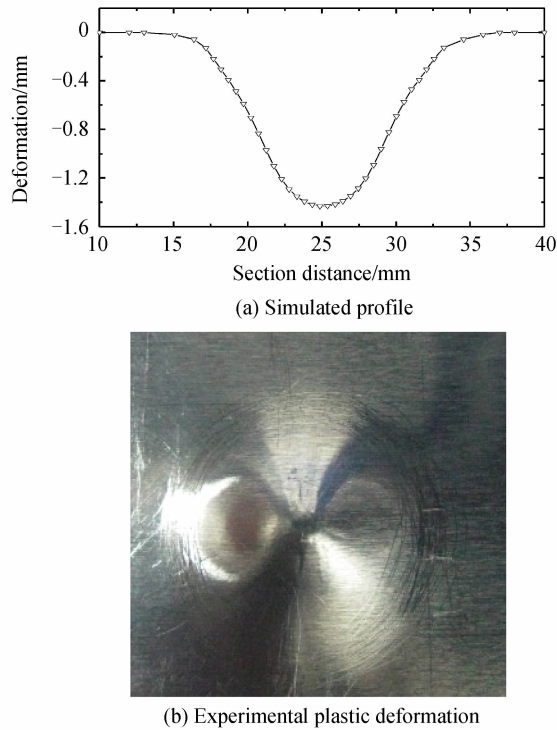 0
−0.4
−0.8
−1.2
−1.6
Deformation/mm
10 15 20 25 30 35 40
Section distance/mm
(a) Simulated profile
(b) Experimental plastic deformation